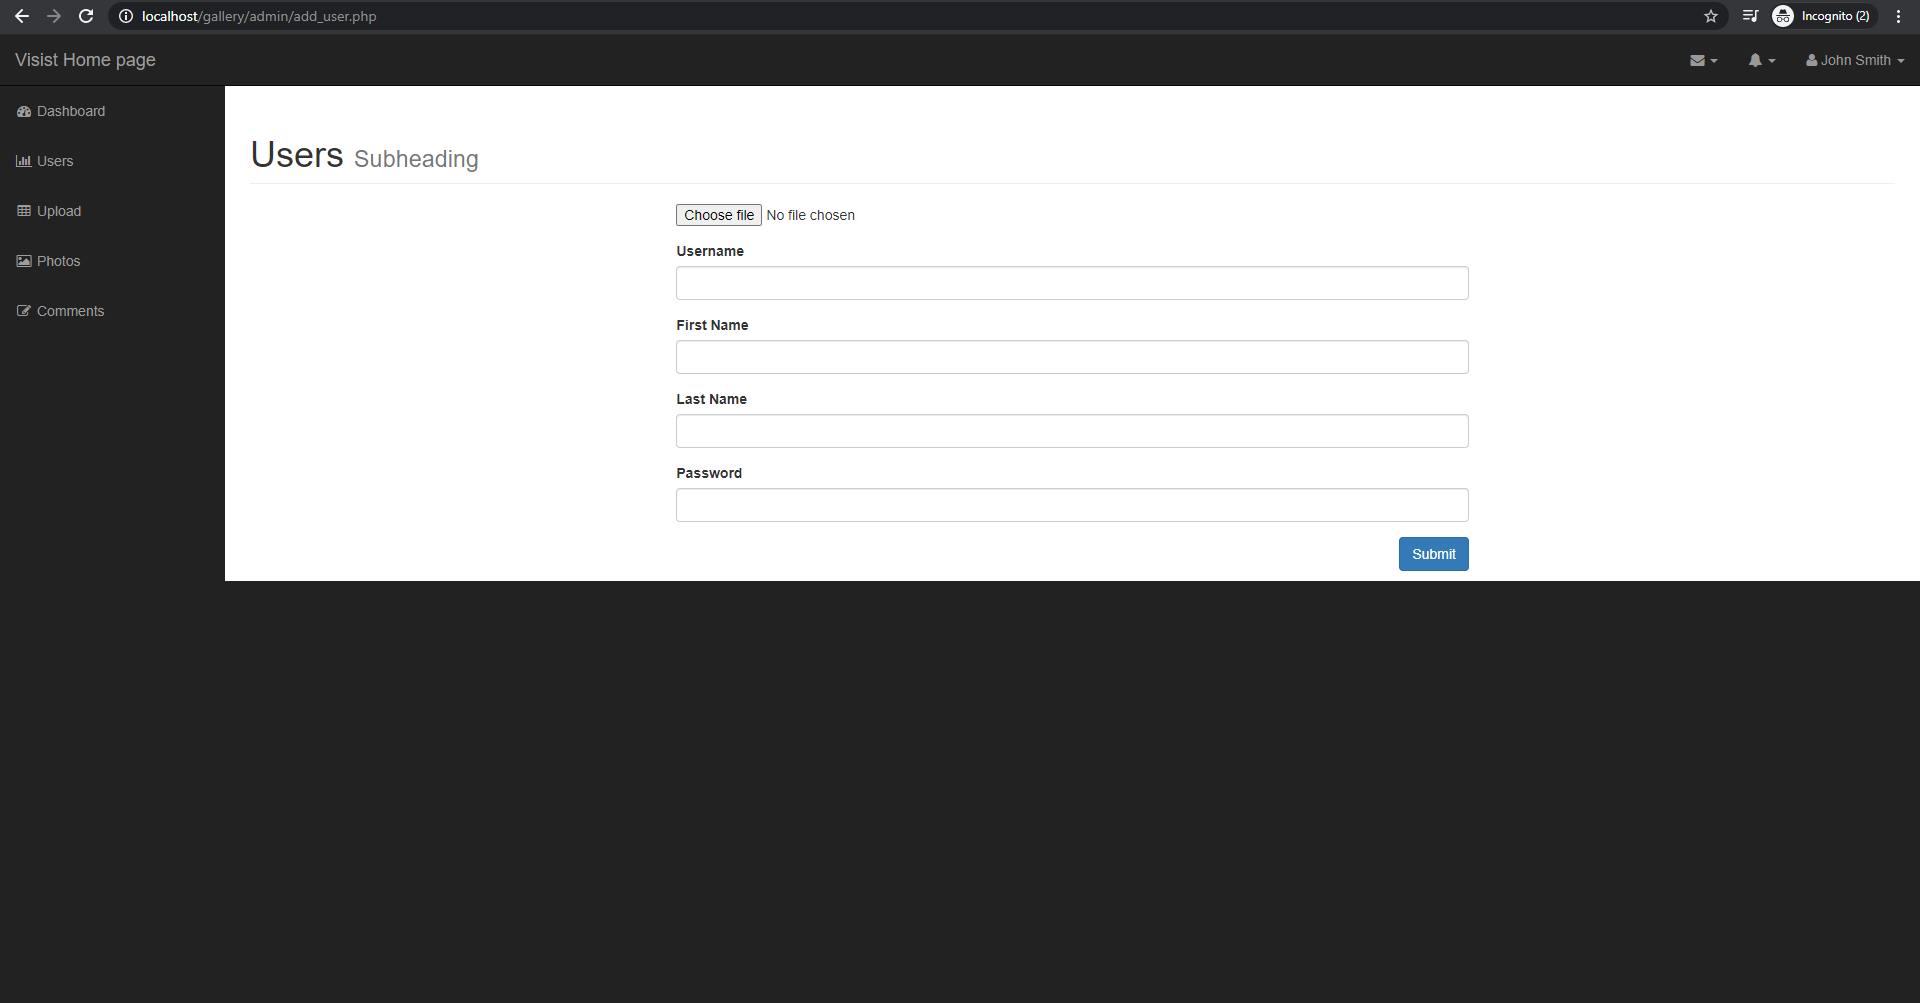 localhost/gallery/admin/add_user.php
Incognito (2)
Visist Home page
John Smith
Dashboard
Users
Upload
Photos
Comments
Users Subheading
Choose file No file chosen
Username
First Name
Last Name
Password
Submit